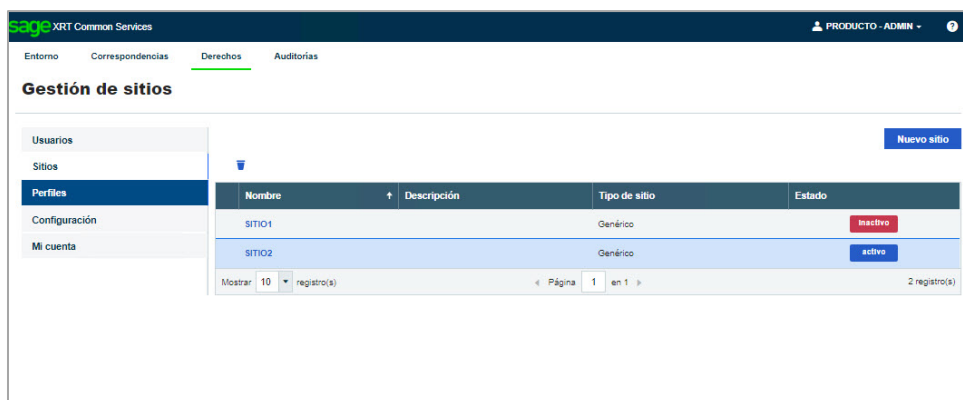 sage XRT Common Services PRODUCTO - ADMIN ?
Entorno Correspondencias Derechos Auditorias
Gestión de sitios
Usuarios
Nuevo sitio
Sitios
Perfiles
Nombre Descripción Tipo de sitio Estado
Configuración
SITIO1 Genérico Inactivo
Mi cuenta
SITIO2 Genérico activo
Mostrar 10 registro(s) Página 1 en 1 2 registro(s)